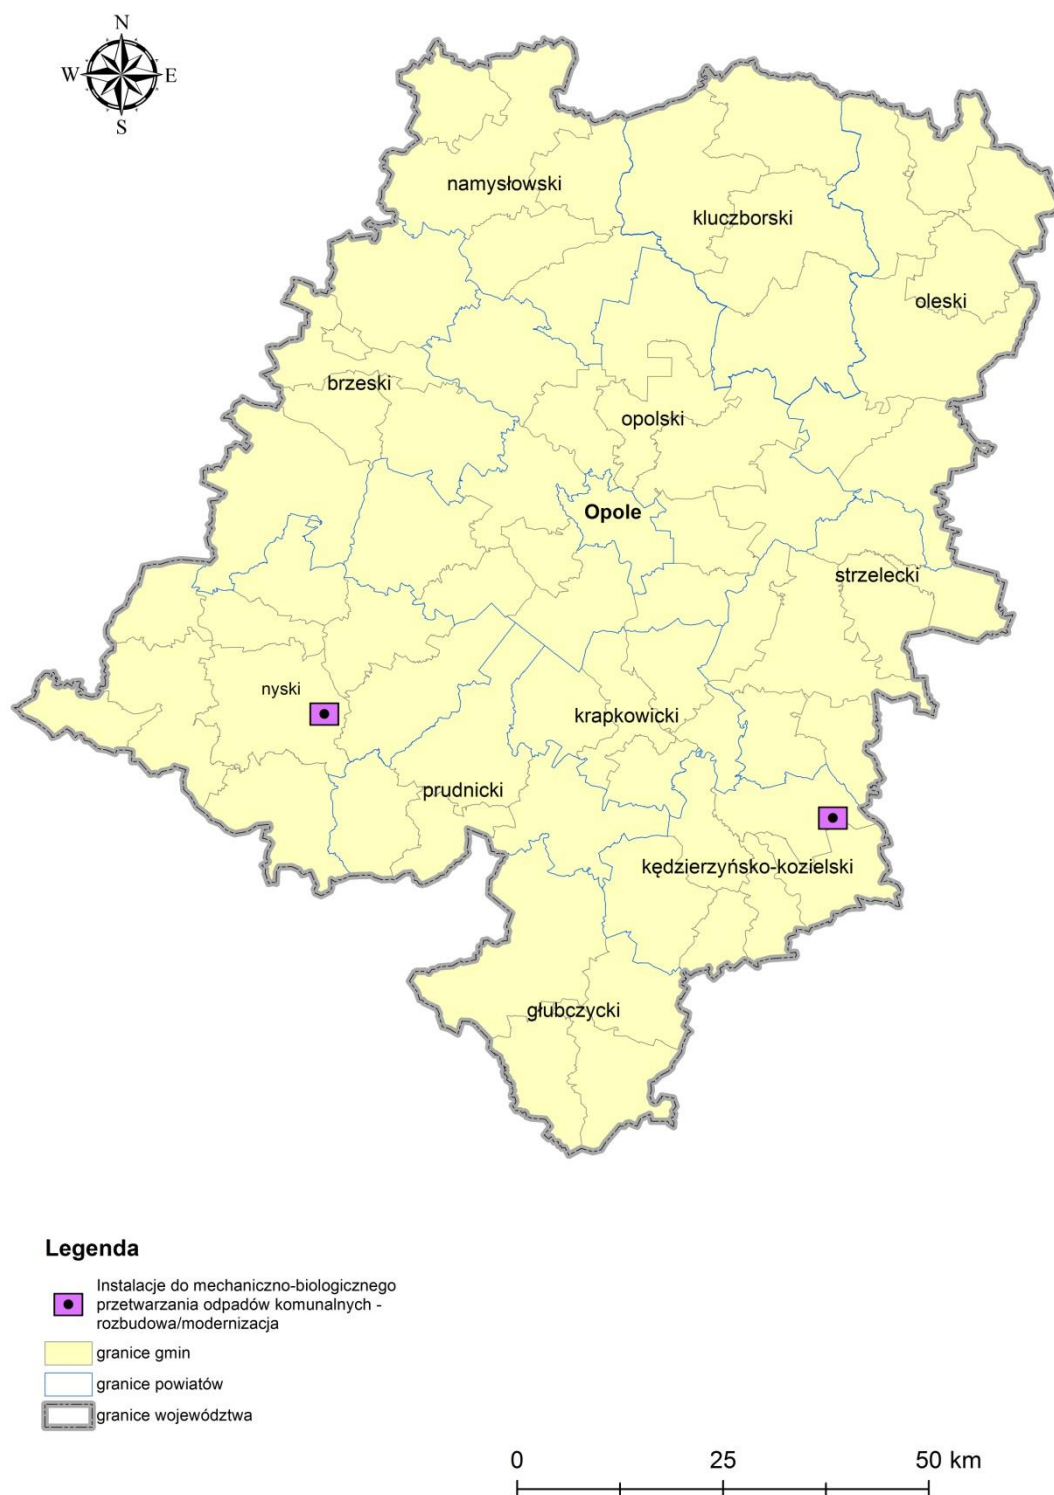 N
W E
S
namysłowski
kluczborski
oleski
brzeski
opolski
Opole
strzelecki
nyski
krapkowicki
prudnicki
kędzierzyńsko-kozielski
głubczycki
Legenda
Instalacje do mechaniczno-biologicznego
przetwarzania odpadów komunalnych -
rozbudowa/modernizacja
granice gmin
granice powiatów
granice województwa
0 25 50 km